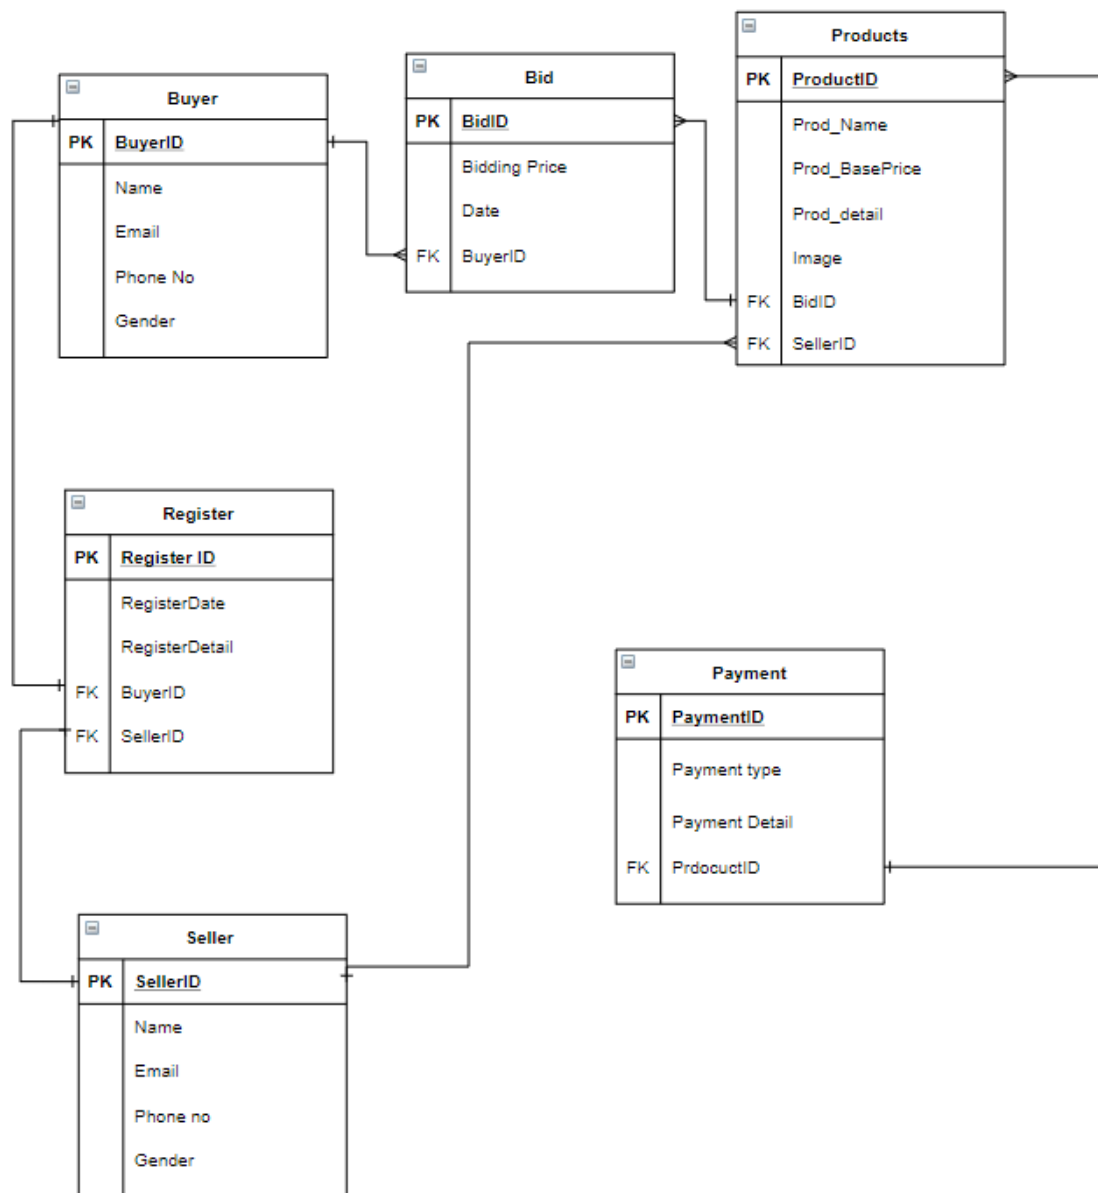 Buyer
PK BuyerID
Name
Email
Phone No
Gender
Bid
PK BidID
Bidding Price
Date
FK BuyerID
Products
PK ProductID
Prod_Name
Prod_BasePrice
Prod_detail
Image
FK BidID
FK SellerID
Register
PK Register ID
RegisterDate
RegisterDetail
FK BuyerID
FK SellerID
Payment
PK PaymentID
Payment type
Payment Detail
FK PrdocuctID
Seller
PK SellerID
Name
Email
Phone no
Gender